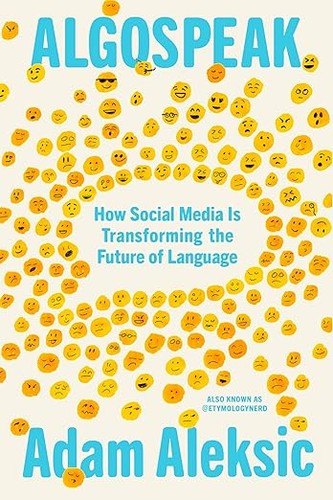 ALGOSPEAK
How Social Media Is
Transforming the
Future of Language
ALSO KNOWN AS
@ETYMOLOGYNERD
Adam Aleksic